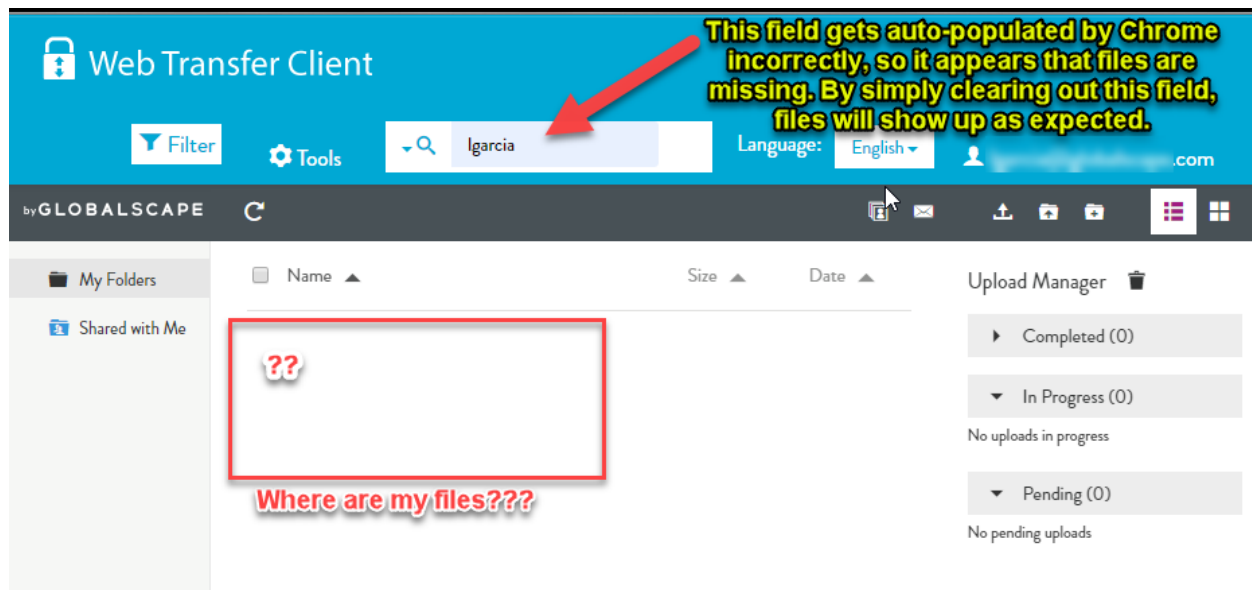 This field gets auto-populated by Chrome
incorrectly, so it appears that files are
missing. By simply clearing out this field,
files will show up as expected.
Web Transfer Client
Filter
Tools
lgarcia
Language:
English
.com
by GLOBALSCAPE
My Folders
Shared with Me
Name
Size
Date
Upload Manager
Completed (0)
In Progress (0)
No uploads in progress
Pending (0)
No pending uploads
??
Where are my files???